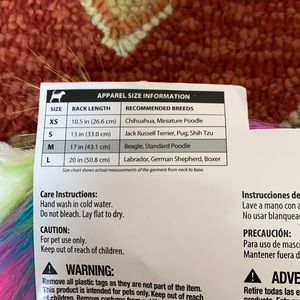 APPAREL SIZE INFORMATION
SIZE BACK LENGTH RECOMMENDED BREEDS
XS 10.5 in (26.6 cm) Chihuahua, Miniature Poodle
S 13 in (33.0 cm) Jack Russell Terrier, Pug, Shih Tzu
M 17 in (43.1 cm) Beagle, Standard Poodle
L 20 in (50.8 cm) Labrador, German Shepherd, Boxer
Size chart shows actual measurements of the garment from neck to base.
Care Instructions:
Hand wash in cold water.
Do not bleach. Lay flat to dry.
CAUTION:
For pet use only.
Keep out of reach of children.
WARNING:
Remove all plastic tags as they are not part of the item.
This product is intended for pets only. Keep out of reach
Instrucciones de
Lave a mano con a
No usar blanquea
PRECAUCIÓN:
Para uso de masc
Mantener fuera d
ADVE
Retire todas las e